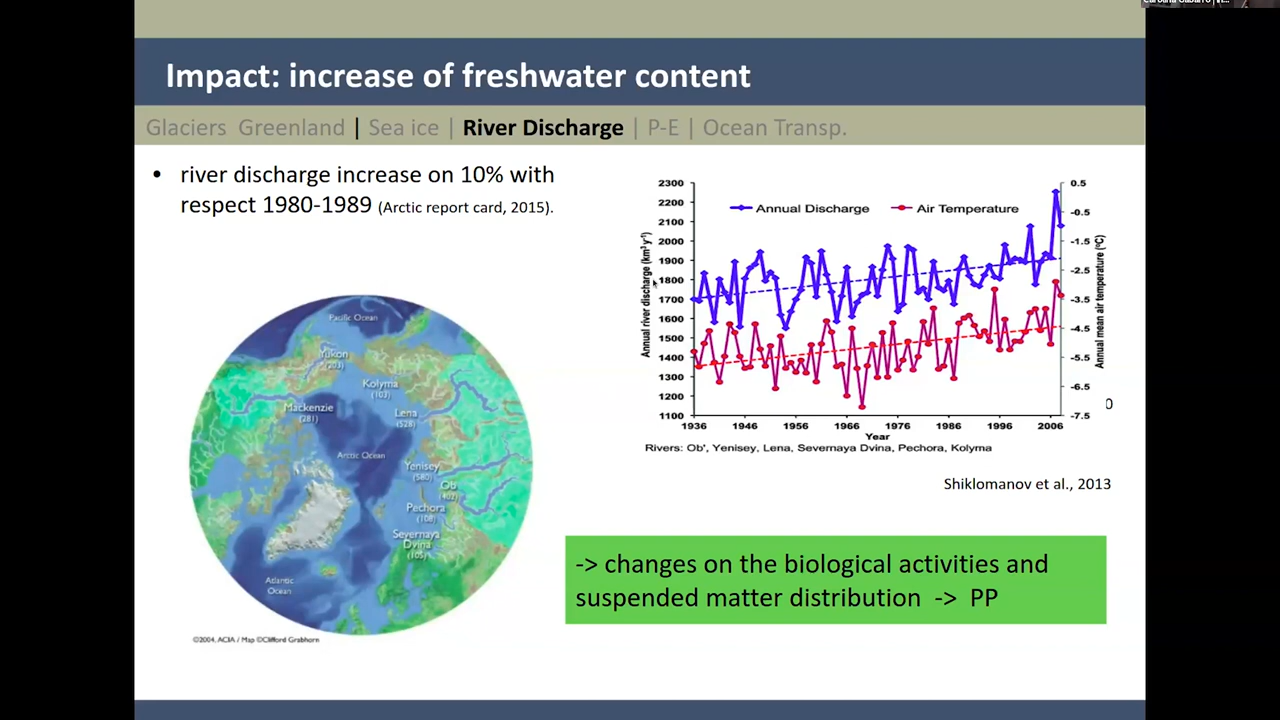 Impact: increase of freshwater content
Glaciers Greenland | Sea ice | River Discharge | P-E | Ocean Transp.
• river discharge increase on 10% with
respect 1980-1989 (Arctic report card, 2015).
Pacific Ocean
Yukon
(203)
Kolyma
(103)
Mackenzie
(281)
Lena
(528)
Arctic Ocean
Yenisey
(580)
Ob
(402)
Pechora
(108)
Severnaya
Dvina
(105)
Atlantic
Ocean
©2004, ACIA / Map ©Clifford Grabhorn
Annual Discharge
Air Temperature
Annual river discharge (km³ y⁻¹)
2300
2200
2100
2000
1900
1800
1700
1600
1500
1400
1300
1200
1100
0.5
-0.5
-1.5
-2.5
-3.5
-4.5
-5.5
-6.5
-7.5
Annual mean air temperature (°C)
0
1936 1946 1956 1966 1976 1986 1996 2006
Year
Rivers: Ob', Yenisey, Lena, Severnaya Dvina, Pechora, Kolyma
Shiklomanov et al., 2013
-> changes on the biological activities and
suspended matter distribution -> PP